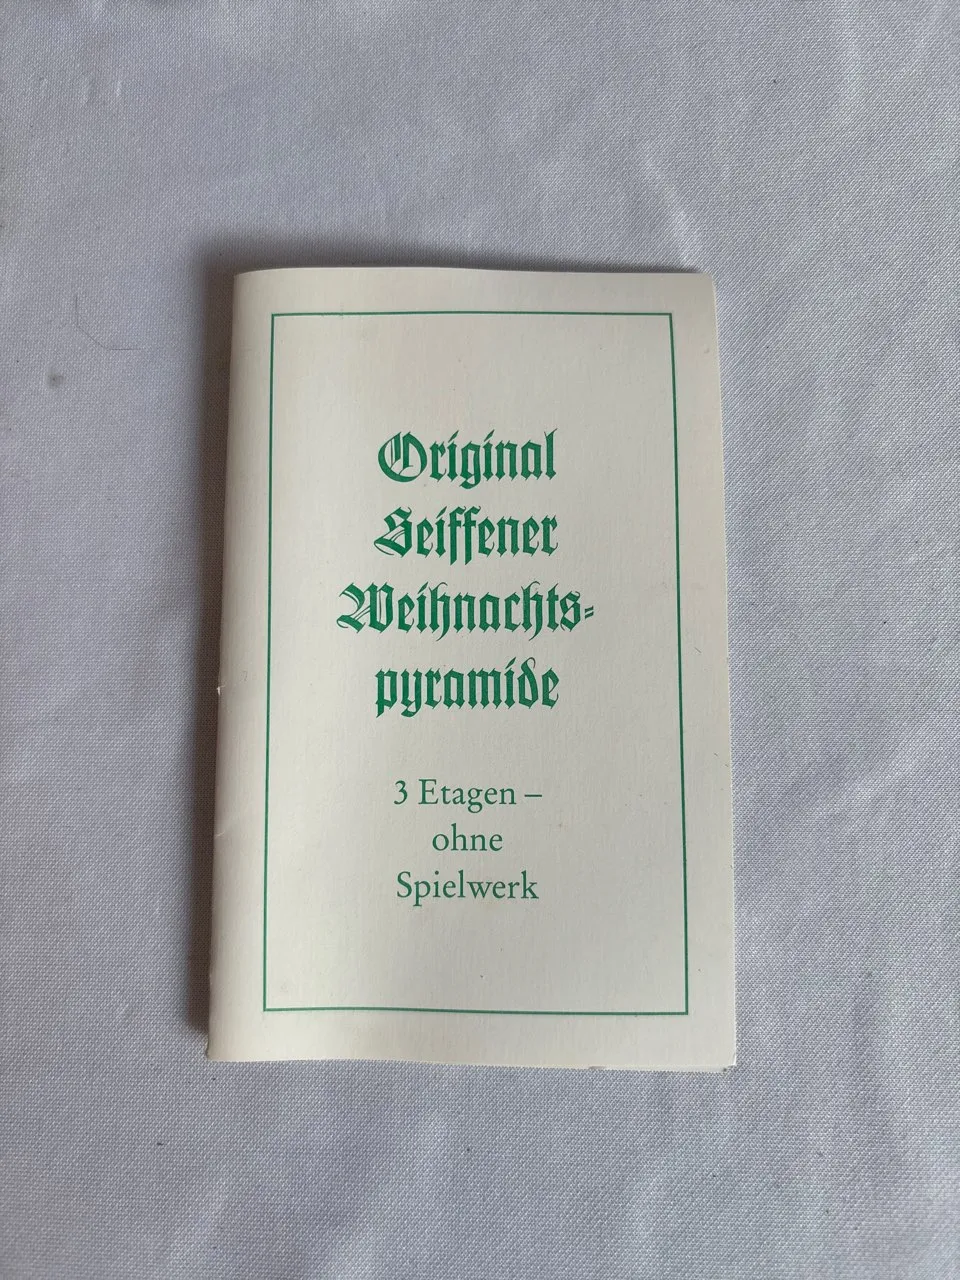 Original
Seiffener
Weihnachts-
pyramide
3 Etagen –
ohne
Spielwerk